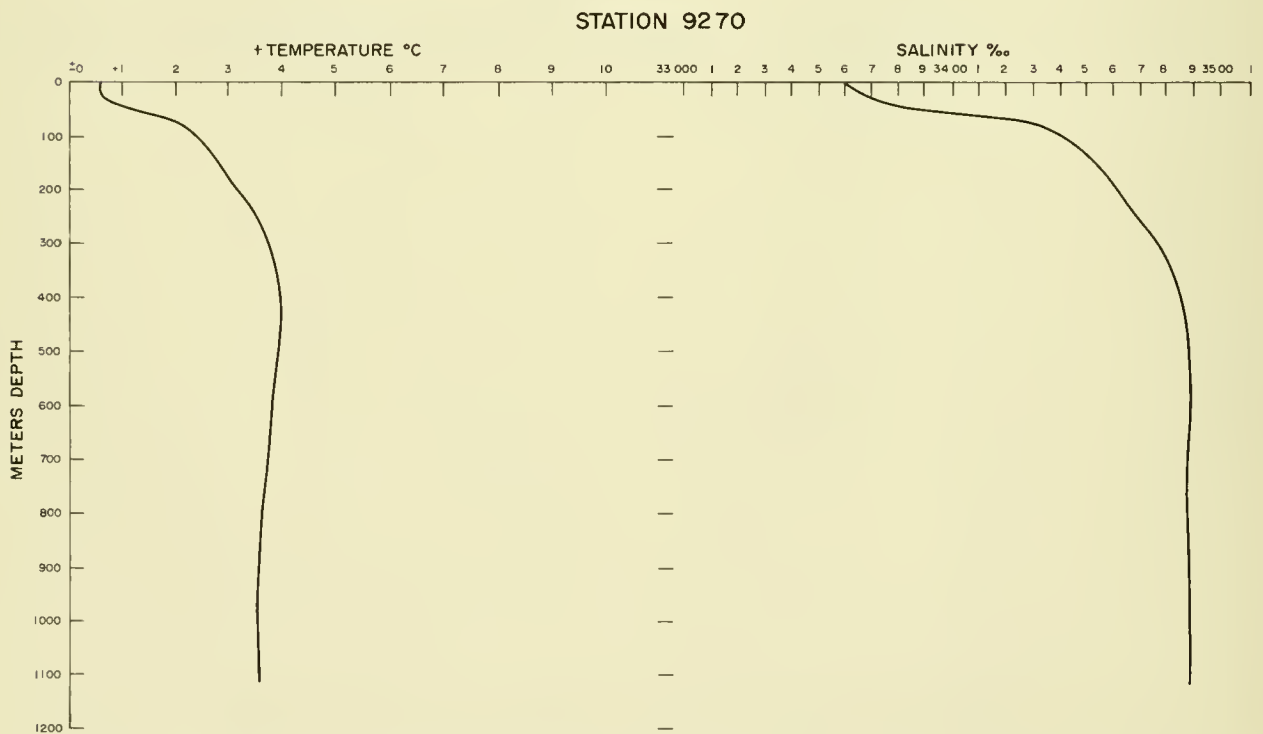 STATION 9270
+ TEMPERATURE °C
SALINITY ‰
±0 +1 2 3 4 5 6 7 8 9 10
33 000 1 2 3 4 5 6 7 8 9 34 00 1 2 3 4 5 6 7 8 9 35 00 1
METERS DEPTH
0
100
200
300
400
500
600
700
800
900
1000
1100
1200